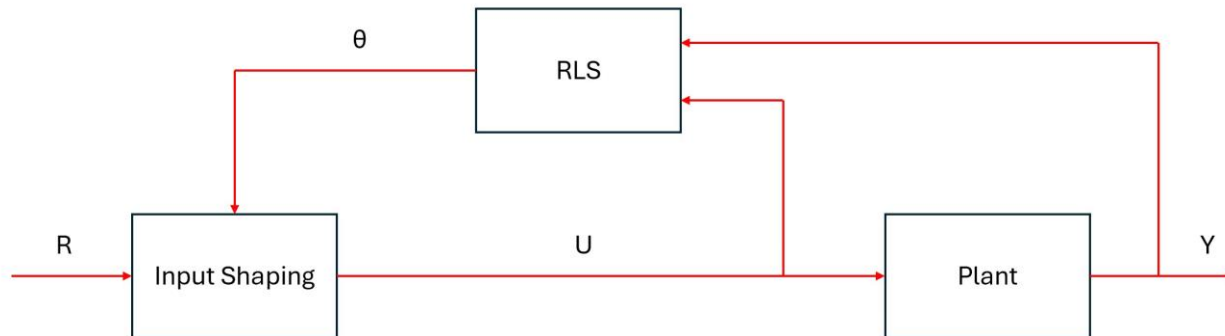 θ
RLS
R
Input Shaping
U
Plant
Y